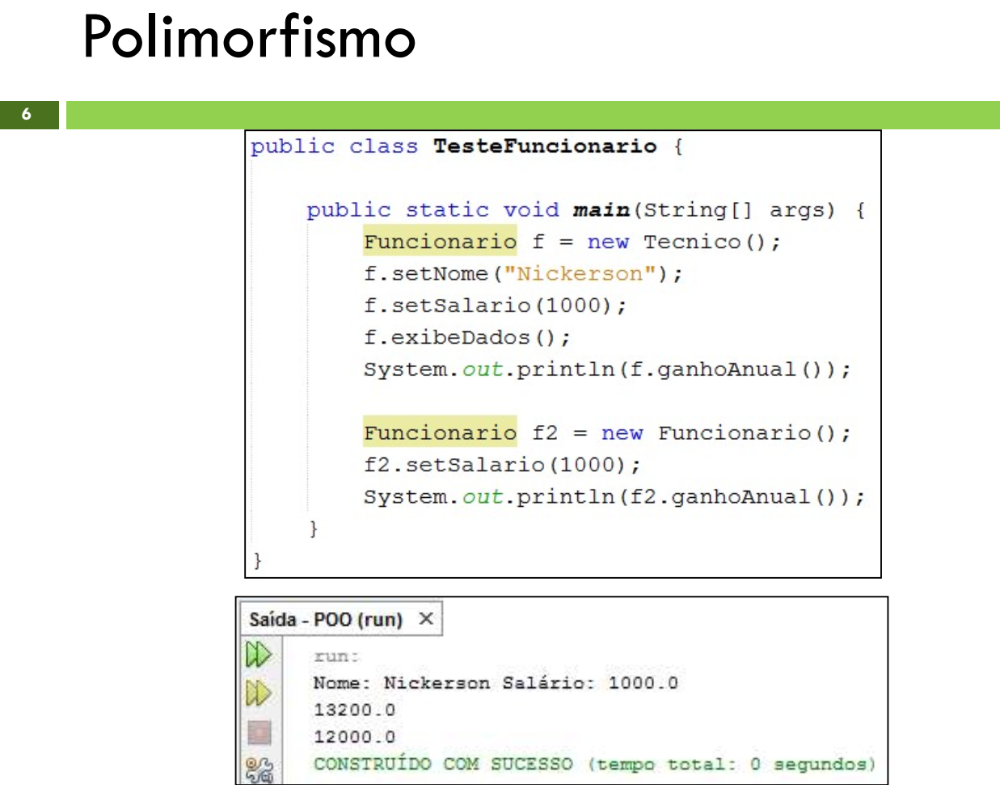 Polimorfismo
6
public class TesteFuncionario {
public static void main(String[] args) {
Funcionario f = new Tecnico();
f.setNome("Nickerson");
f.setSalario(1000);
f.exibeDados();
System.out.println(f.ganhoAnual());
Funcionario f2 = new Funcionario();
f2.setSalario(1000);
System.out.println(f2.ganhoAnual());
}
}
Saída - POO (run) ×
run:
Nome: Nickerson Salário: 1000.0
13200.0
12000.0
CONSTRUÍDO COM SUCESSO (tempo total: 0 segundos)